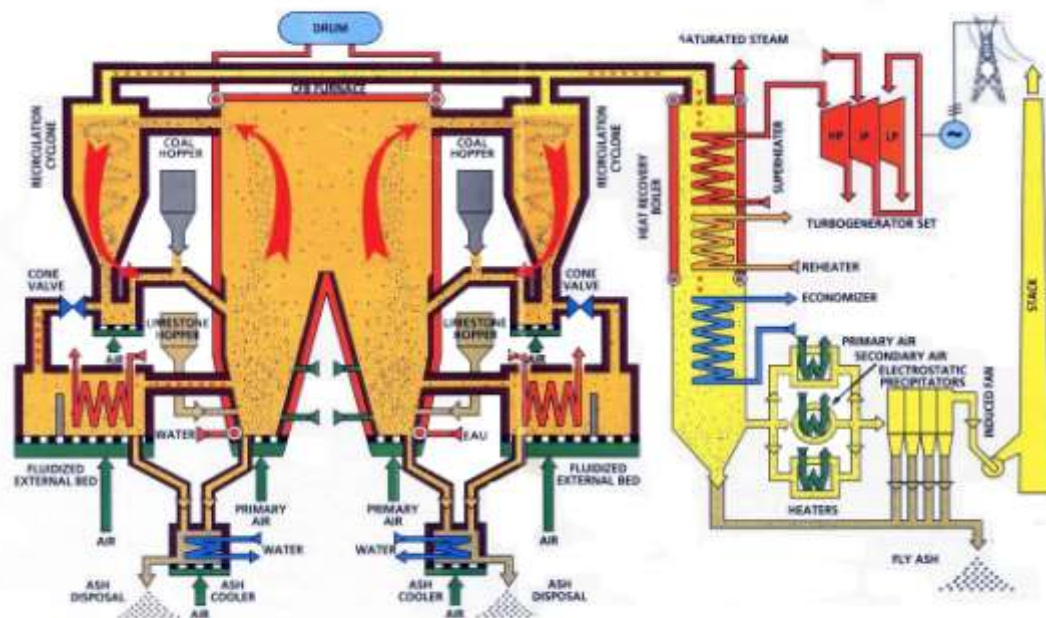 DRUM
SATURATED STEAM
CFB FURNACE
RECIRCULATION
CYCLONE
COAL
HOPPER
COAL
HOPPER
RECIRCULATION
CYCLONE
HEAT RECOVERY
BOILER
SUPERHEATER
HP
IP
LP
~
TURBOGENERATOR SET
CONE
VALVE
CONE
VALVE
REHEATER
ECONOMIZER
STACK
AIR
LIMESTONE
HOPPER
LIMESTONE
HOPPER
AIR
PRIMARY AIR
SECONDARY AIR
ELECTROSTATIC
PRECIPITATORS
INDUCED FAN
WATER
EAU
FLUIDIZED
EXTERNAL BED
FLUIDIZED
EXTERNAL BED
PRIMARY
AIR
PRIMARY
AIR
HEATERS
AIR
WATER
WATER
AIR
FLY ASH
ASH
DISPOSAL
ASH
COOLER
AIR
ASH
COOLER
AIR
ASH
DISPOSAL